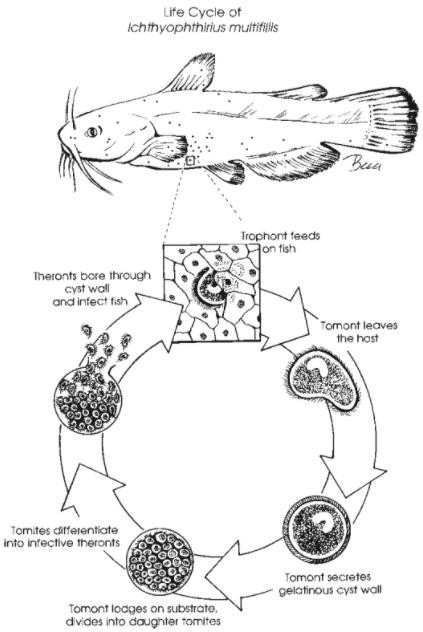 Life Cycle of
Ichthyophthirius multifiliis
Trophont feeds
on fish
Theronts bore through
cyst wall
and infect fish
Tomont leaves
the host
Tomites differentiate
into infective theronts
Tomont secretes
gelatinous cyst wall
Tomont lodges on substrate,
divides into daughter tomites